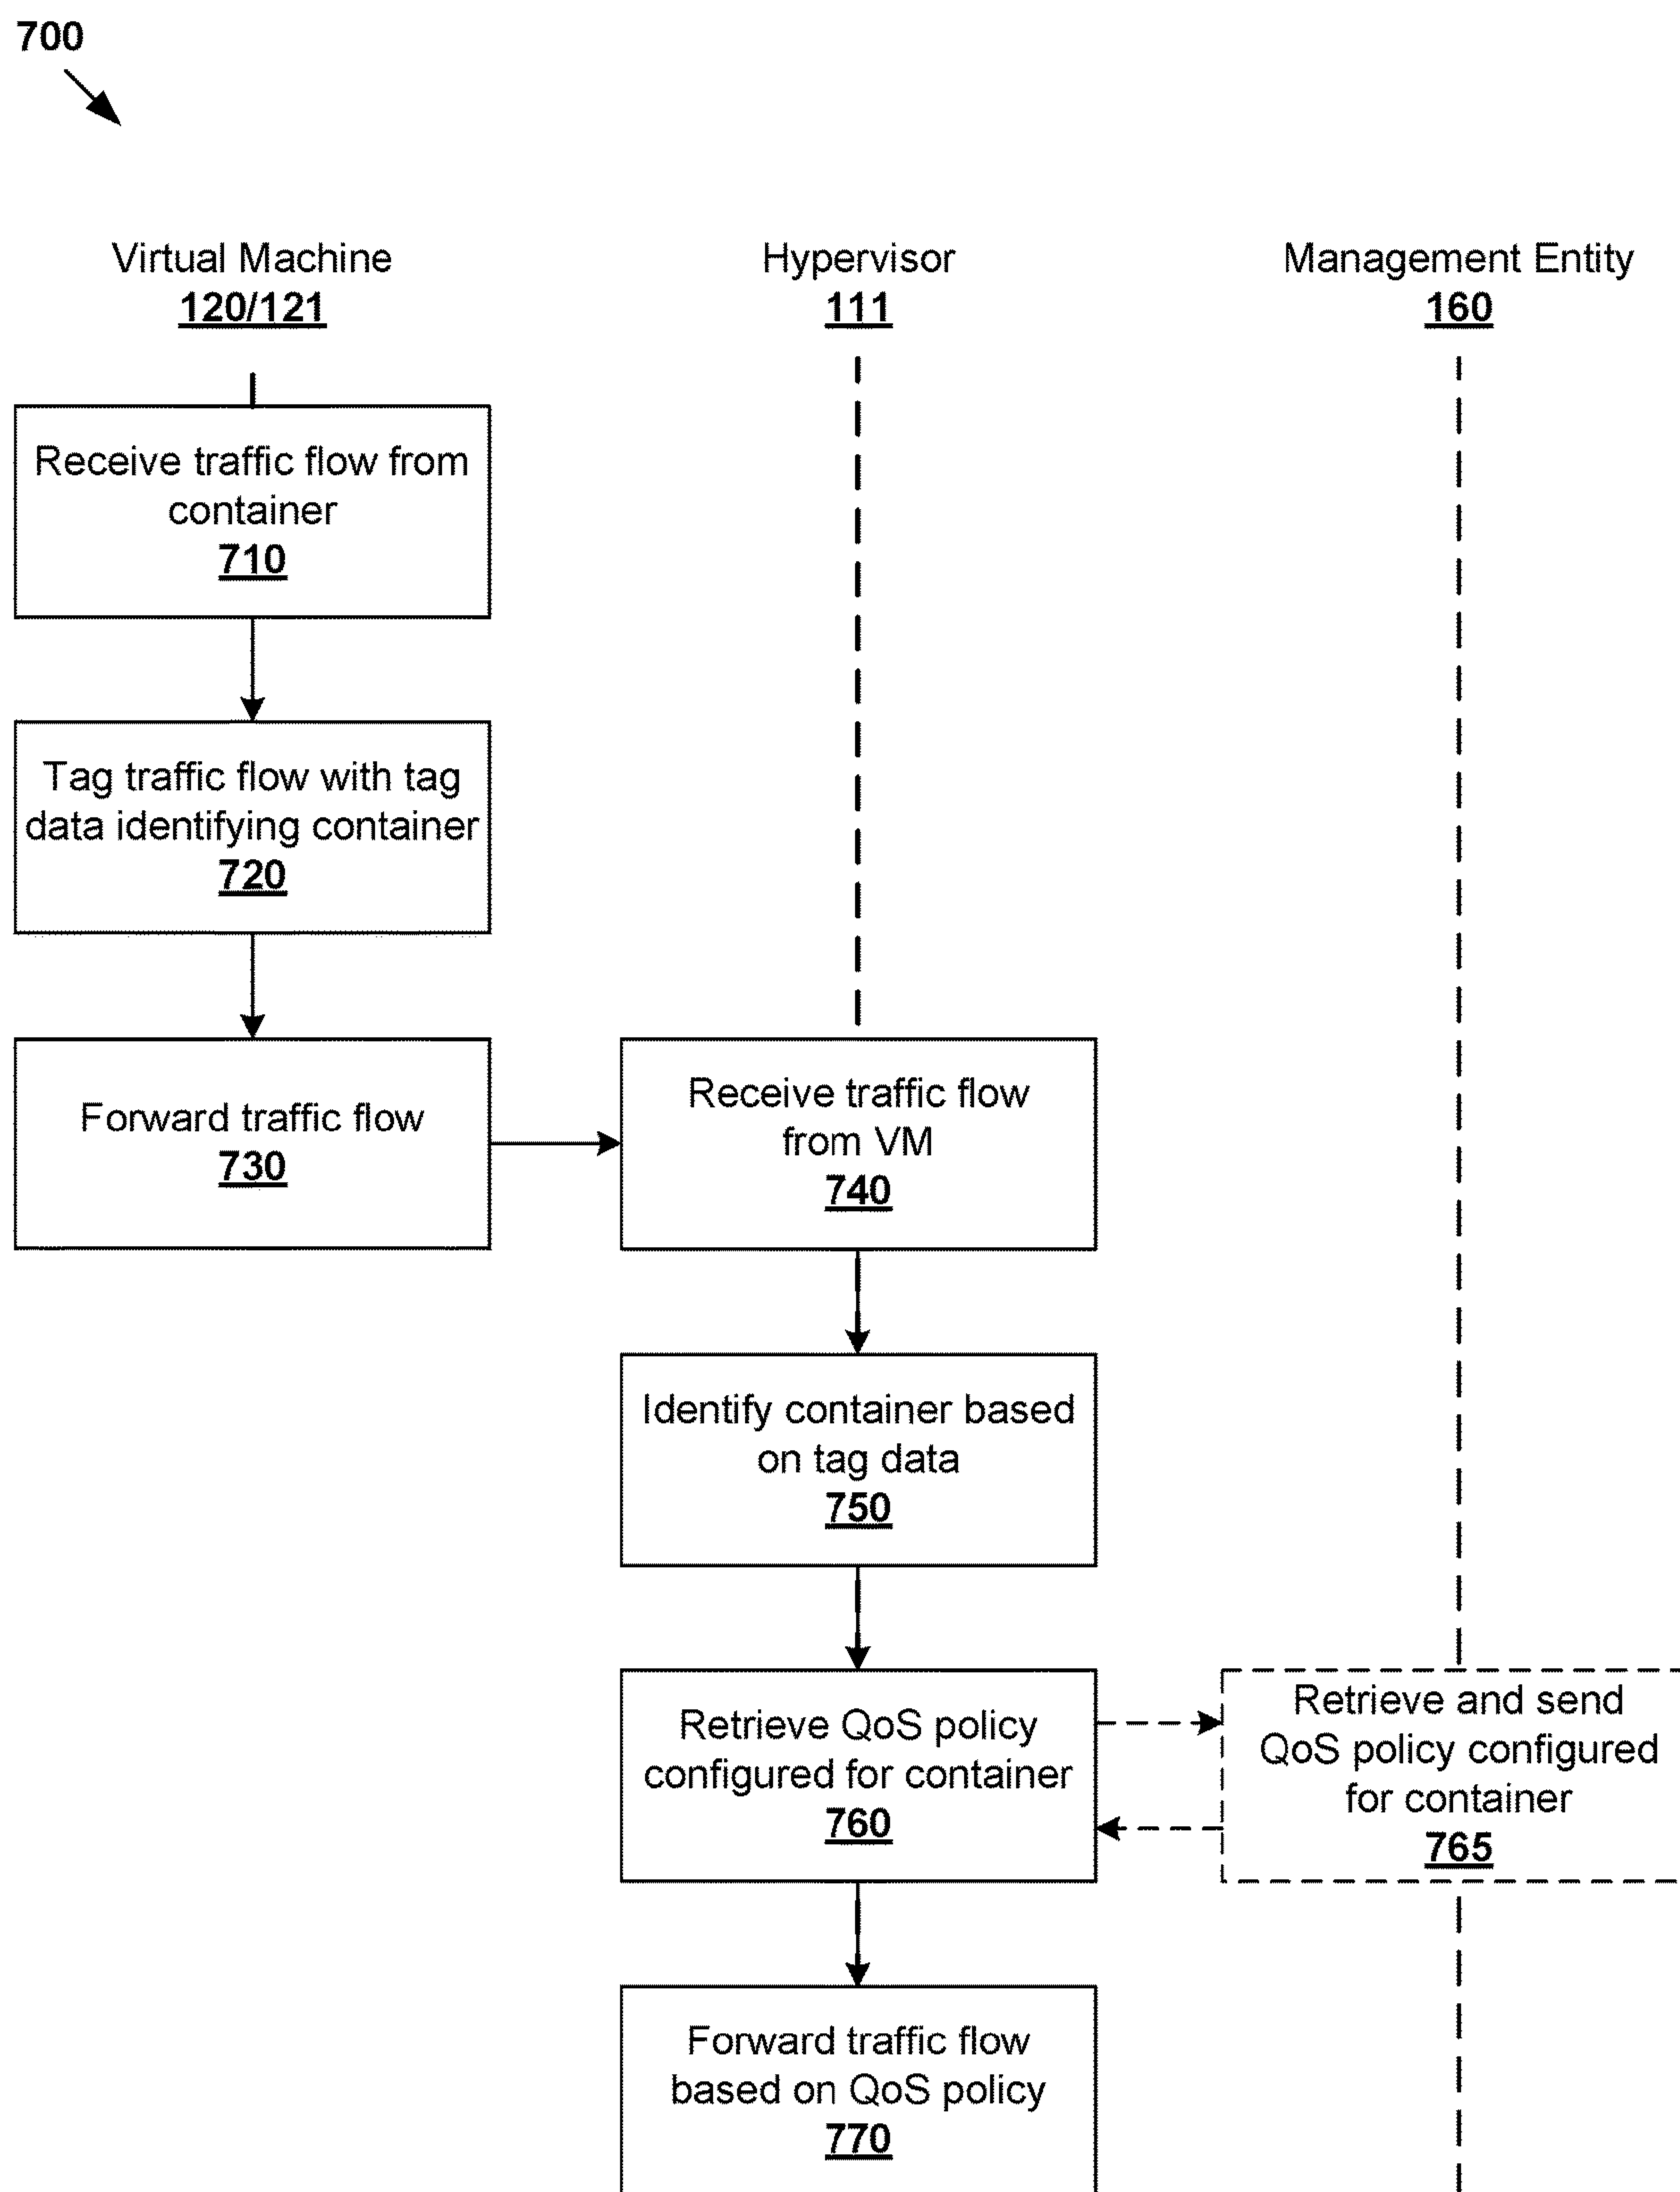 700
Virtual Machine
120/121
Hypervisor
111
Management Entity
160
Receive traffic flow from
container
710
Tag traffic flow with tag
data identifying container
720
Forward traffic flow
730
Receive traffic flow
from VM
740
Identify container based
on tag data
750
Retrieve QoS policy
configured for container
760
Retrieve and send
QoS policy configured
for container
765
Forward traffic flow
based on QoS policy
770